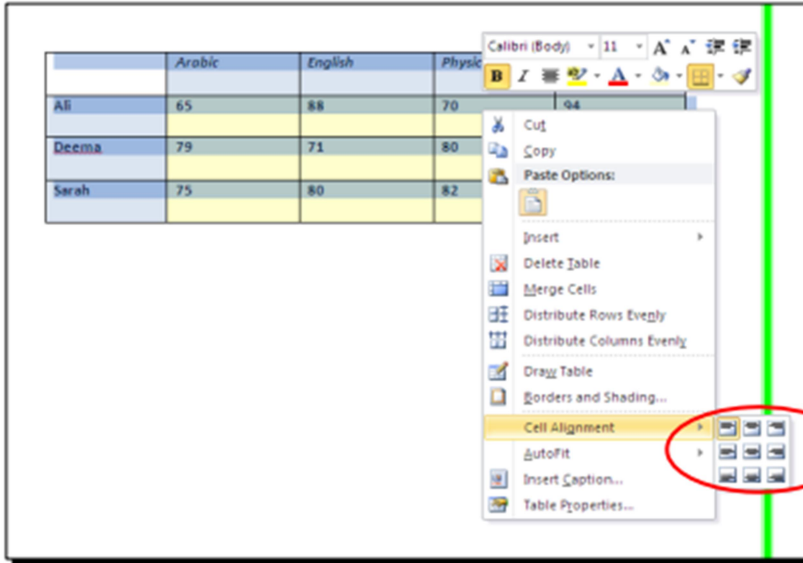 Calibri (Body) 11
Arabic English Physic
Ali 65 88 70 94
Deema 79 71 80
Sarah 75 80 82
Cut
Copy
Paste Options:
Insert
Delete Table
Merge Cells
Distribute Rows Evenly
Distribute Columns Evenly
Draw Table
Borders and Shading...
Cell Alignment
AutoFit
Insert Caption...
Table Properties...